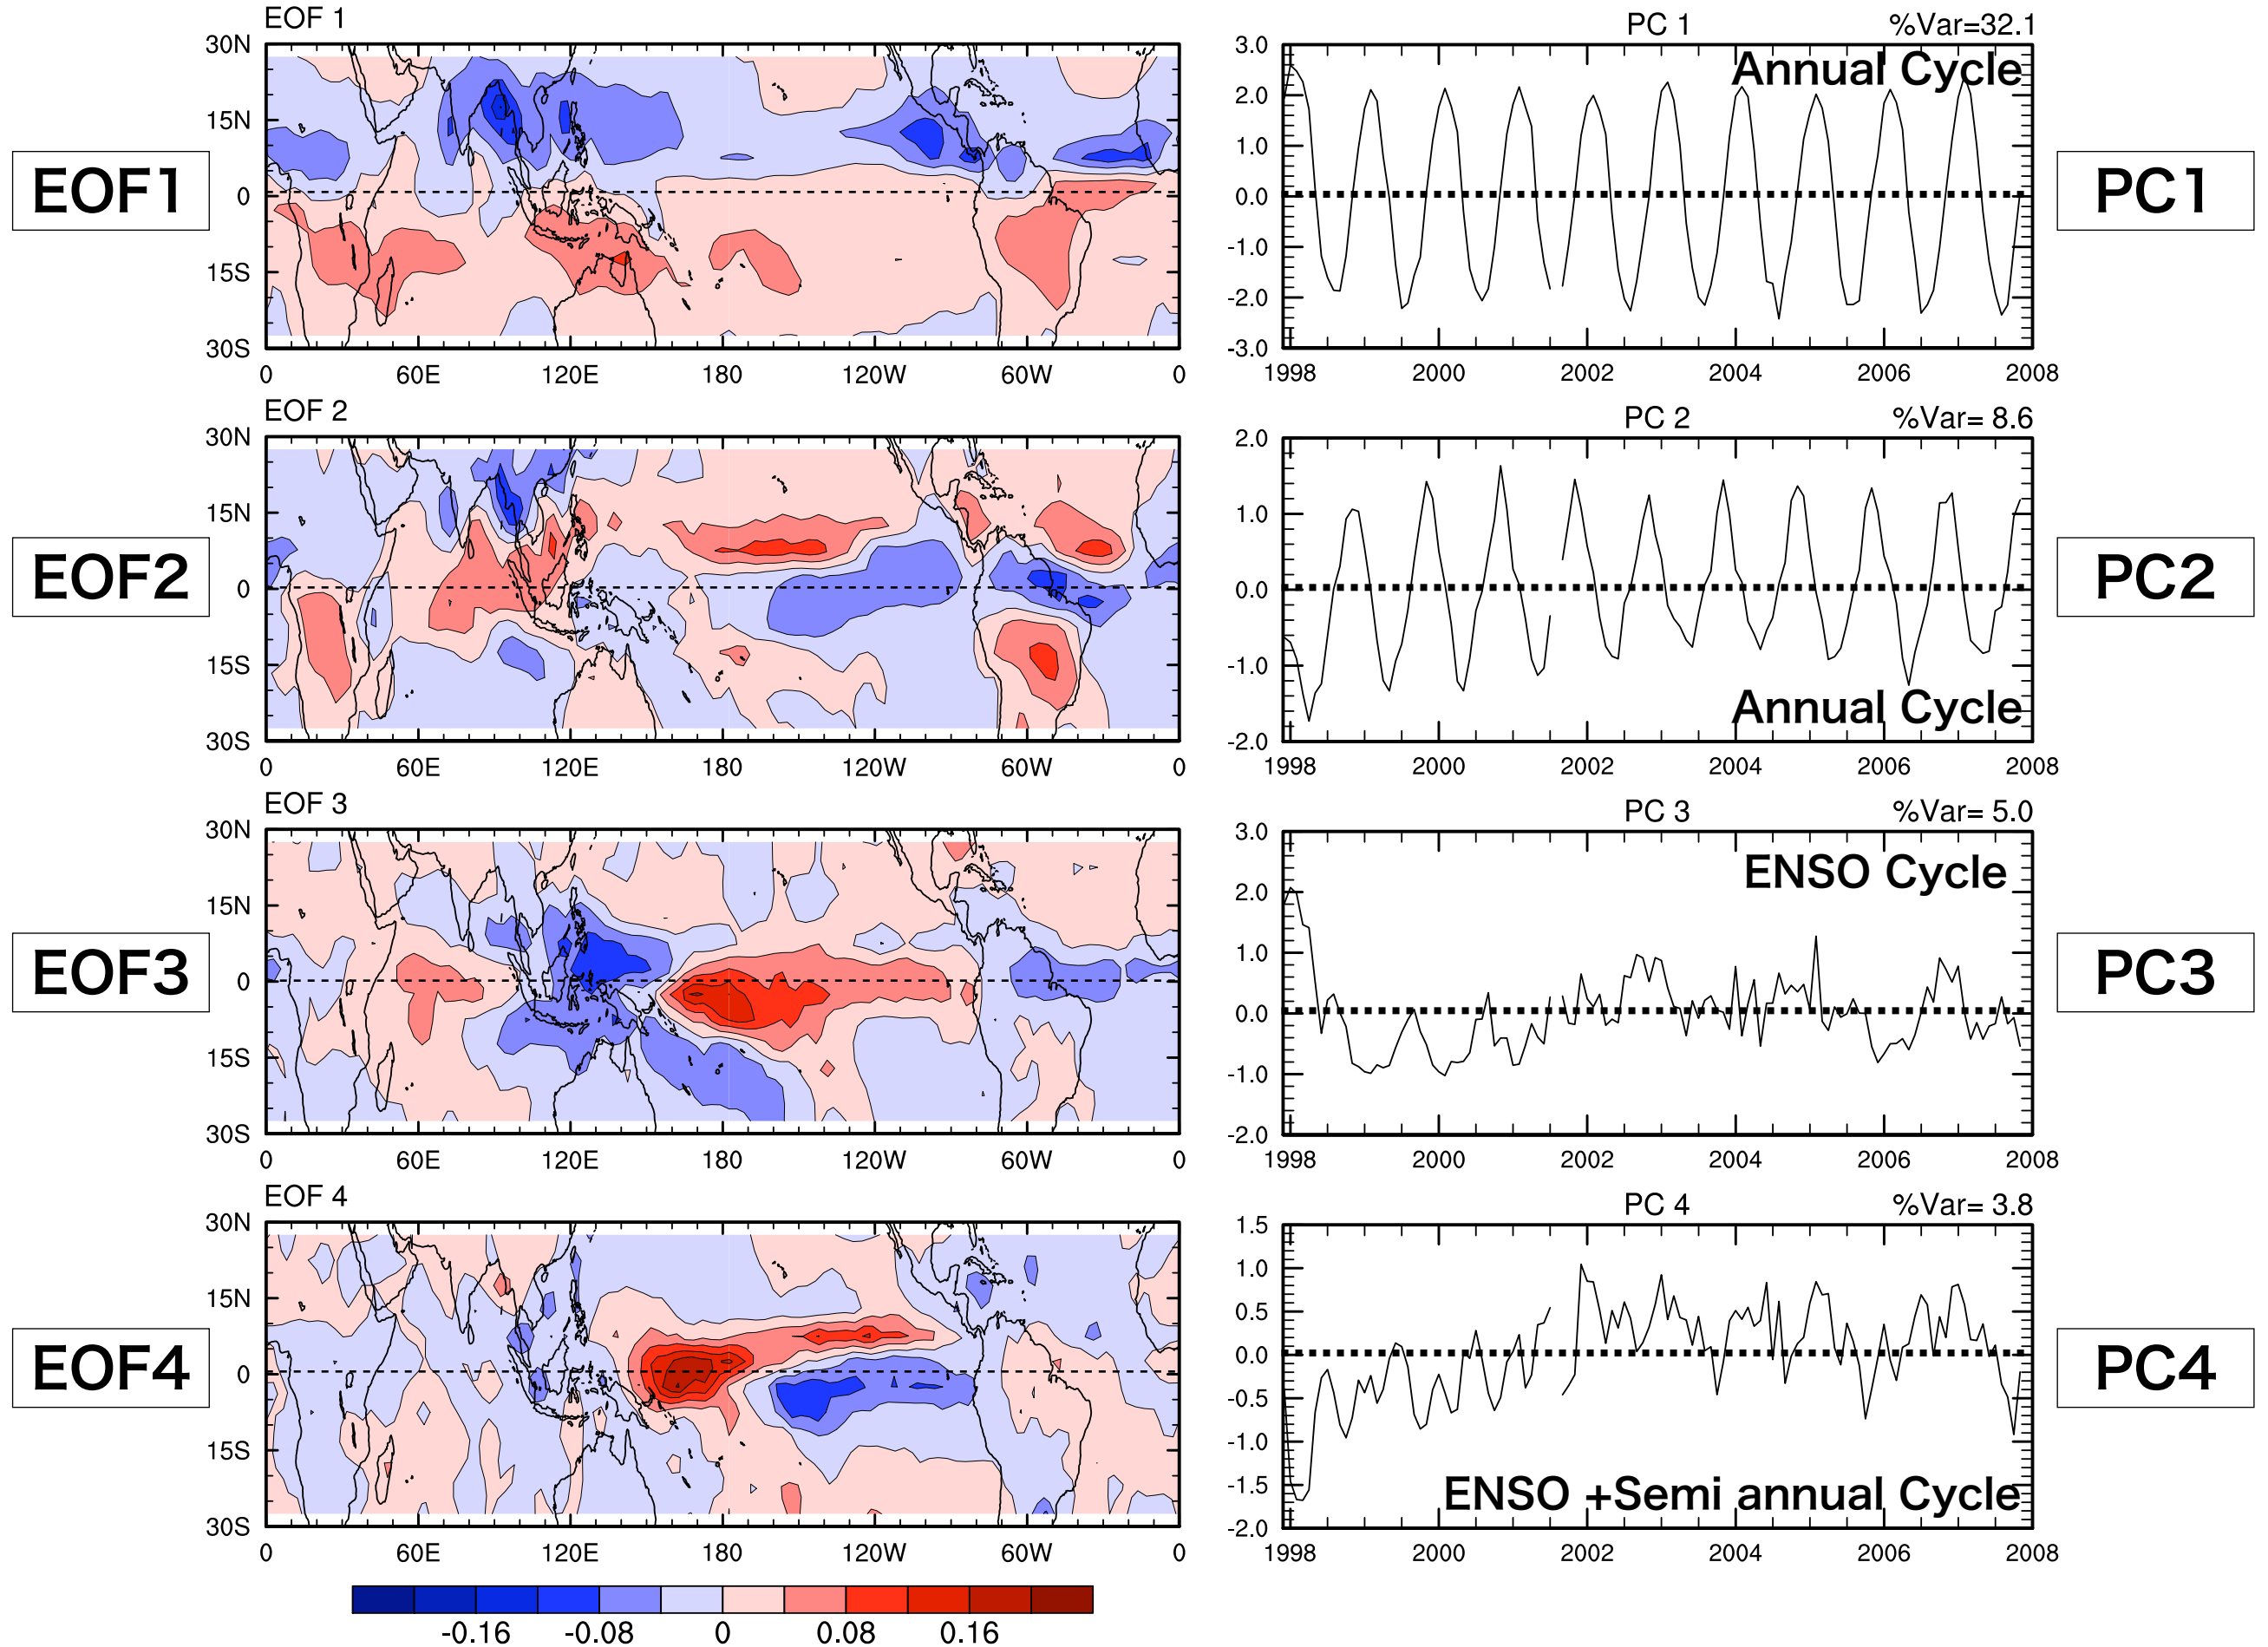 EOF 1
PC 1 %Var=32.1
EOF1
30N
15N
0
15S
30S
0 60E 120E 180 120W 60W 0
Annual Cycle
3.0
2.0
1.0
0.0
-1.0
-2.0
-3.0
1998 2000 2002 2004 2006 2008
PC1
EOF 2
PC 2 %Var= 8.6
EOF2
30N
15N
0
15S
30S
0 60E 120E 180 120W 60W 0
2.0
1.0
0.0
-1.0
-2.0
Annual Cycle
1998 2000 2002 2004 2006 2008
PC2
EOF 3
PC 3 %Var= 5.0
EOF3
30N
15N
0
15S
30S
0 60E 120E 180 120W 60W 0
ENSO Cycle
3.0
2.0
1.0
0.0
-1.0
-2.0
1998 2000 2002 2004 2006 2008
PC3
EOF 4
PC 4 %Var= 3.8
EOF4
30N
15N
0
15S
30S
0 60E 120E 180 120W 60W 0
1.5
1.0
0.5
0.0
-0.5
-1.0
-1.5
-2.0
ENSO +Semi annual Cycle
1998 2000 2002 2004 2006 2008
PC4
-0.16 -0.08 0 0.08 0.16